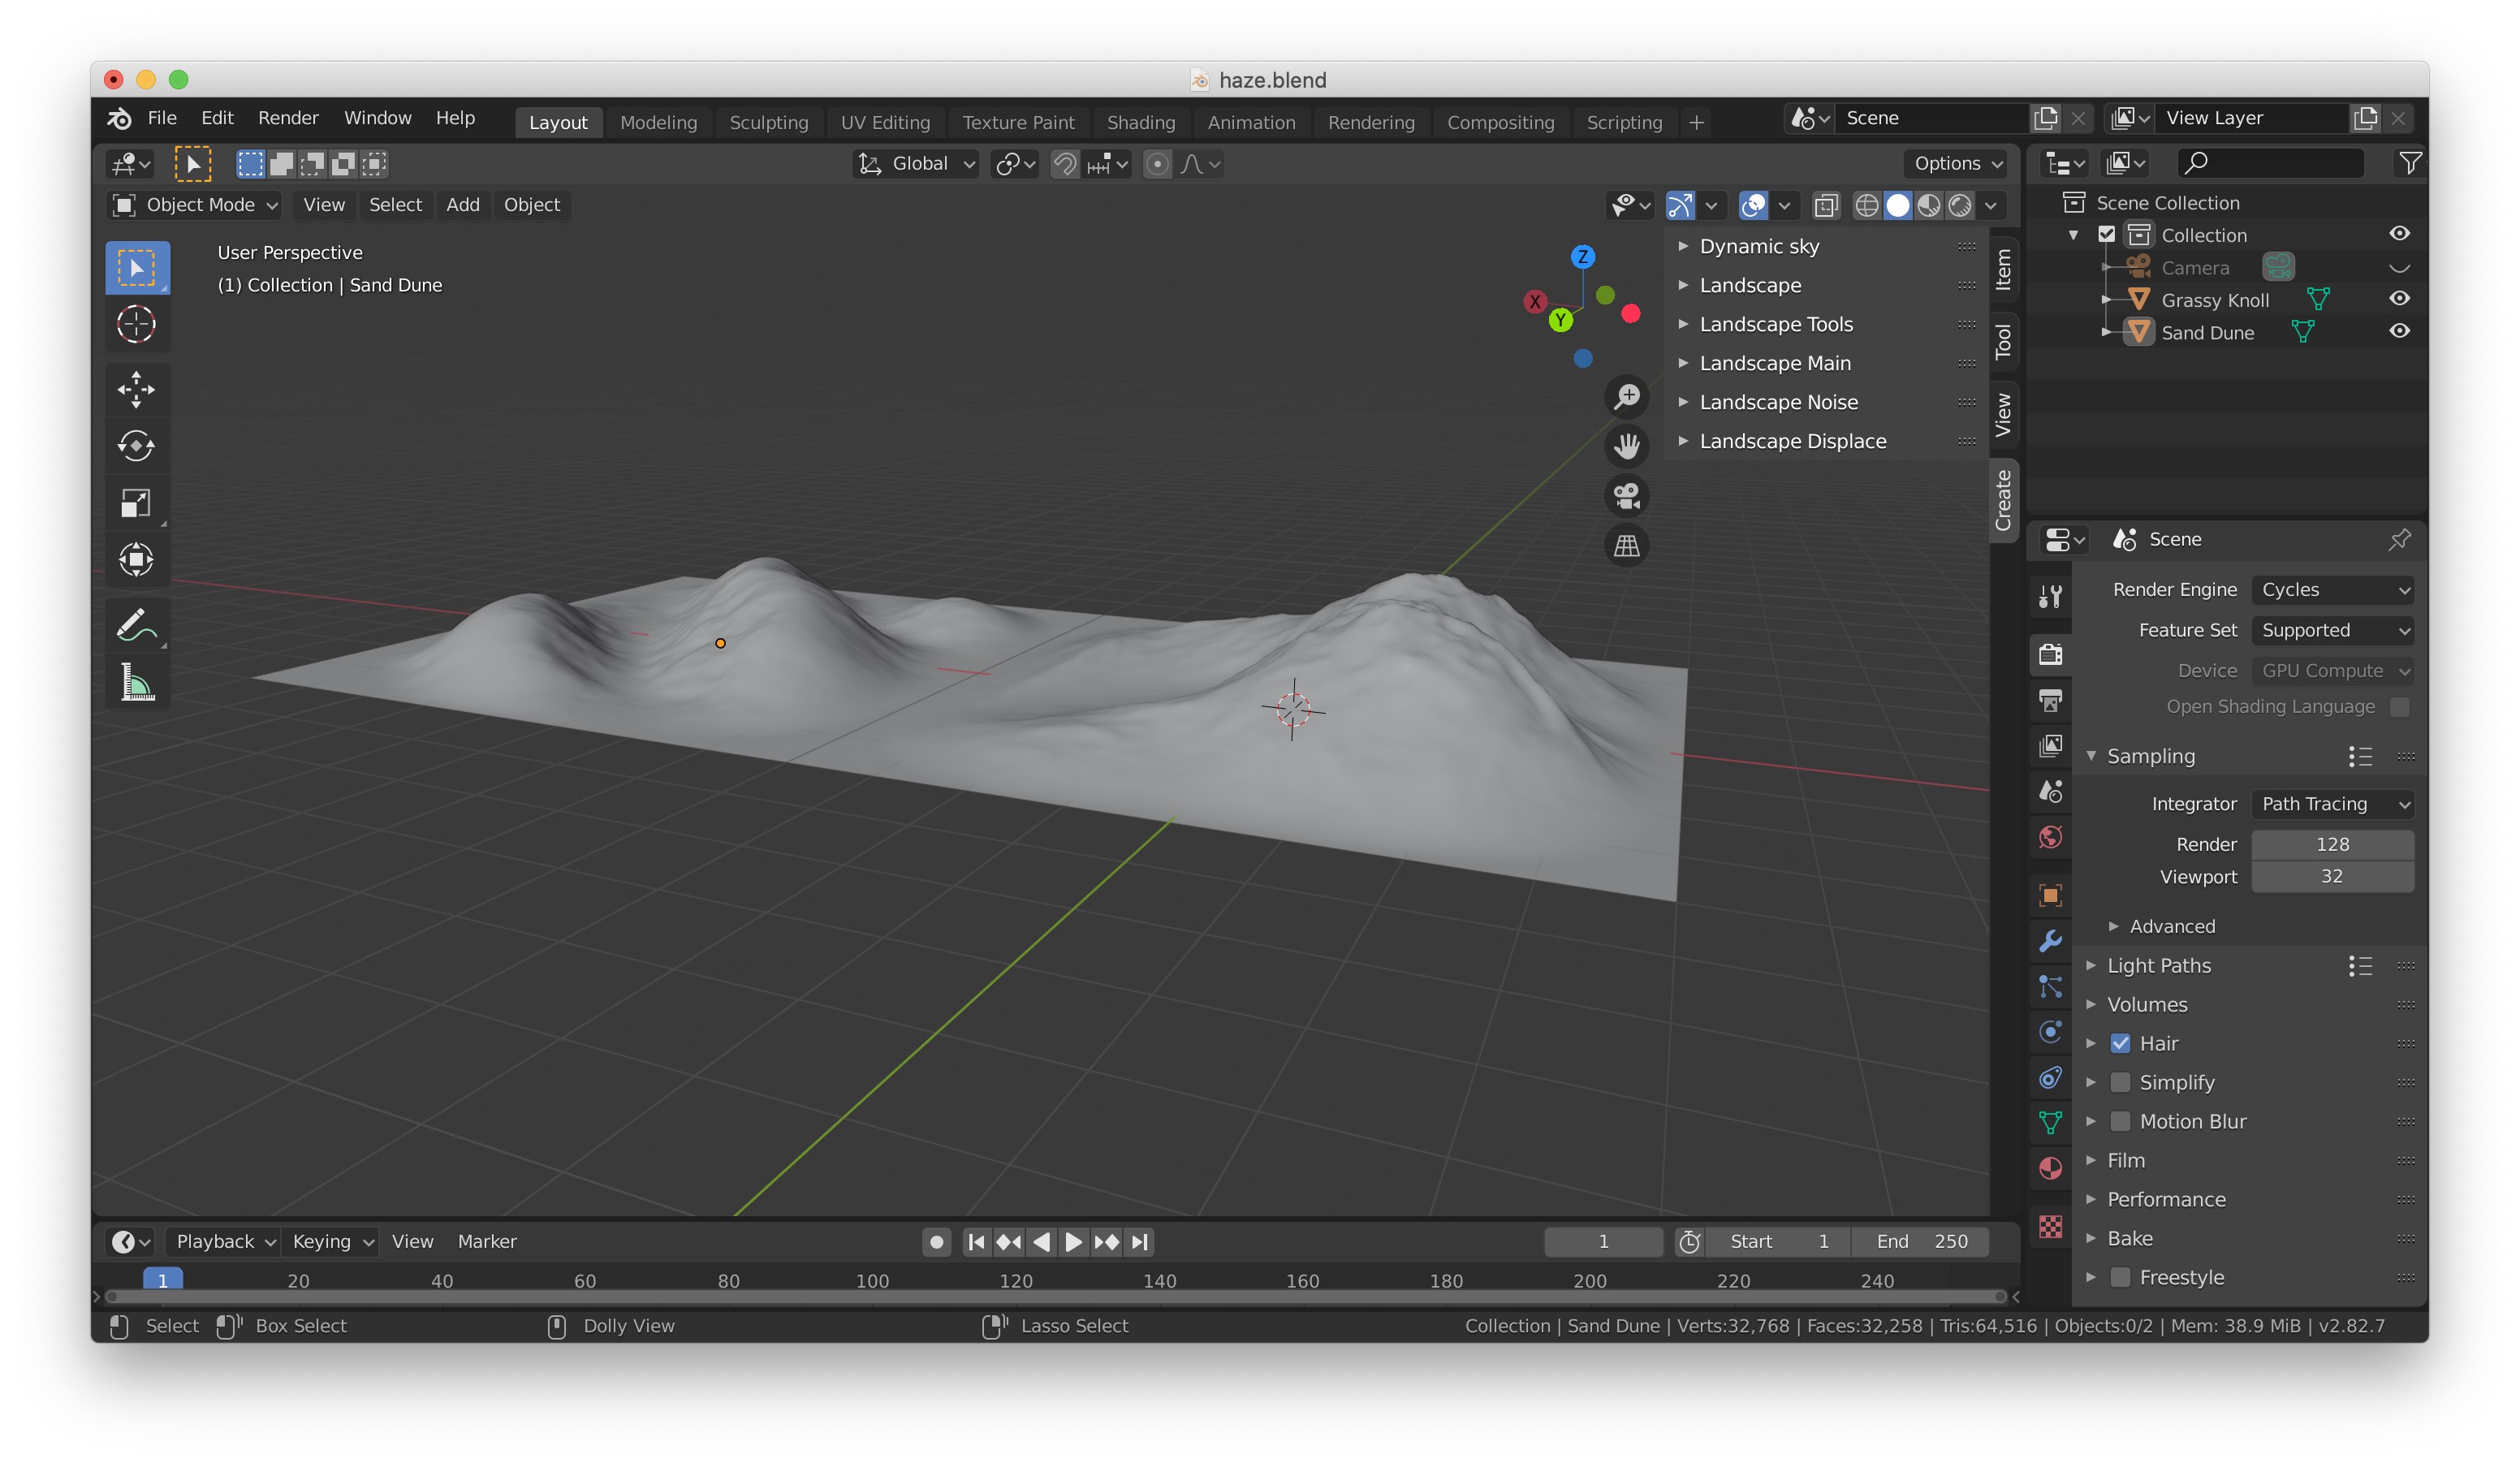 haze.blend
File Edit Render Window Help Layout Modeling Sculpting UV Editing Texture Paint Shading Animation Rendering Compositing Scripting + Scene View Layer
Global Options
Object Mode View Select Add Object
User Perspective
(1) Collection | Sand Dune
Z
X
Y
Dynamic sky
Landscape
Landscape Tools
Landscape Main
Landscape Noise
Landscape Displace
Item
Tool
View
Create
Scene Collection
Collection
Camera
Grassy Knoll
Sand Dune
Scene
Render Engine Cycles
Feature Set Supported
Device GPU Compute
Open Shading Language
Sampling
Integrator Path Tracing
Render 128
Viewport 32
Advanced
Light Paths
Volumes
Hair
Simplify
Motion Blur
Film
Performance
Bake
Freestyle
Playback Keying View Marker 1 Start 1 End 250
1 20 40 60 80 100 120 140 160 180 200 220 240
Select Box Select Dolly View Lasso Select Collection | Sand Dune | Verts:32,768 | Faces:32,258 | Tris:64,516 | Objects:0/2 | Mem: 38.9 MiB | v2.82.7